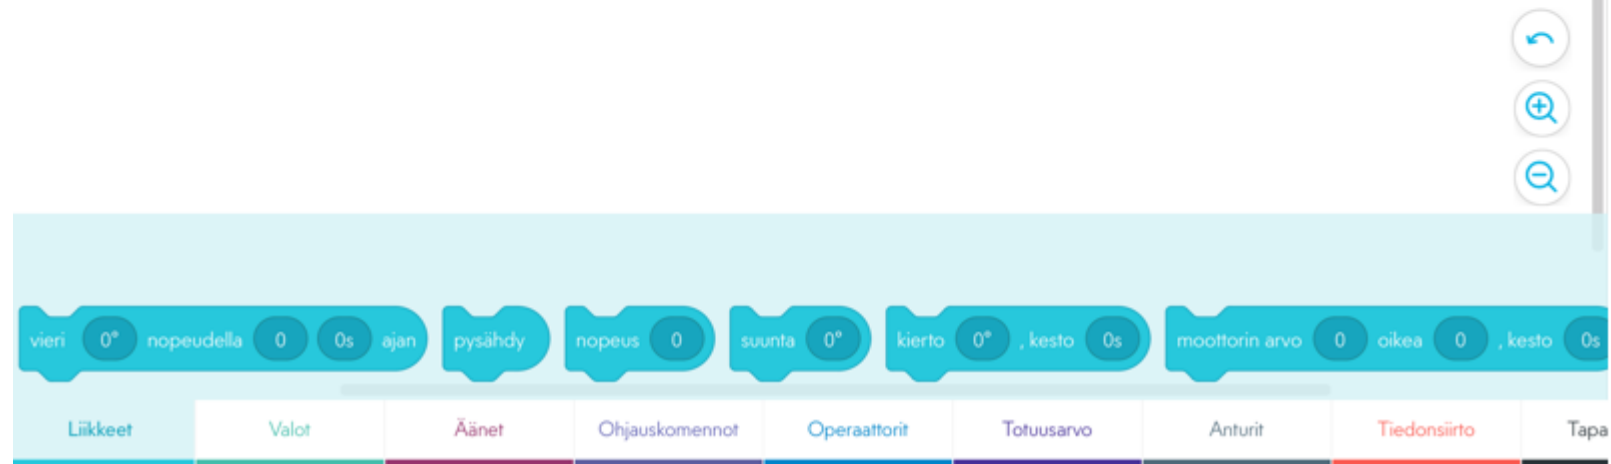 vieri 0° nopeudella 0 0s ajan pysähdy nopeus 0 suunta 0° kierto 0° , kesto 0s moottorin arvo 0 oikea 0 , kesto 0s
Liikkeet Valot Äänet Ohjauskomennot Operaattorit Totuusarvo Anturit Tiedonsiirto Tapa